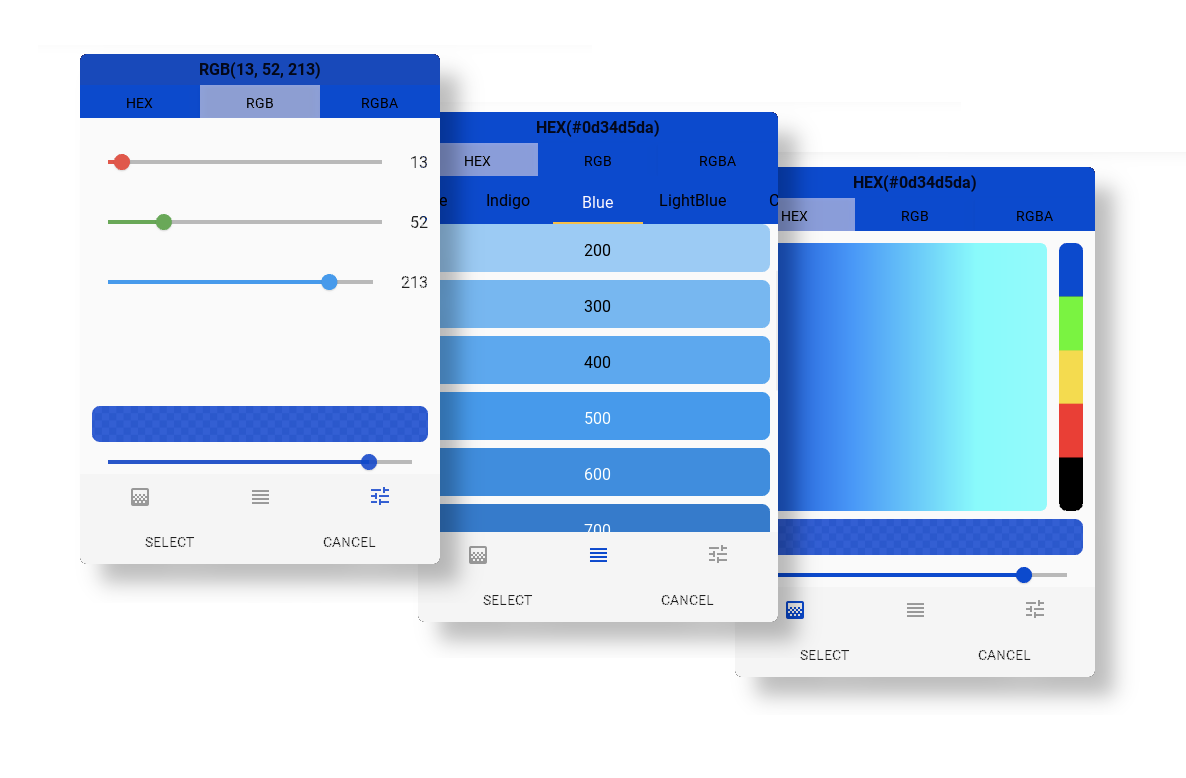 RGB(13, 52, 213)
HEX RGB RGBA
13
52
213
SELECT CANCEL
HEX(#0d34d5da)
HEX RGB RGBA
e Indigo Blue LightBlue C
200
300
400
500
600
700
SELECT CANCEL
HEX(#0d34d5da)
HEX RGB RGBA
SELECT CANCEL